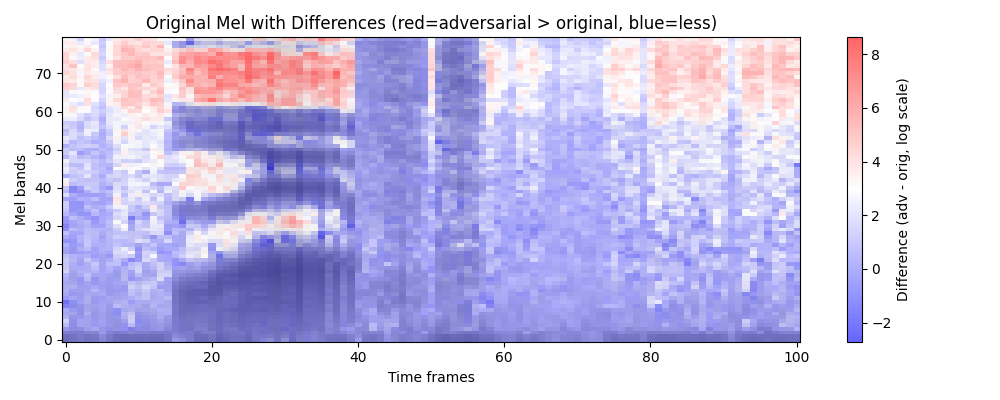 Original Mel with Differences (red=adversarial > original, blue=less)
Mel bands
70
60
50
40
30
20
10
0
0 20 40 60 80 100
Time frames
8
6
4
2
0
−2
Difference (adv - orig, log scale)